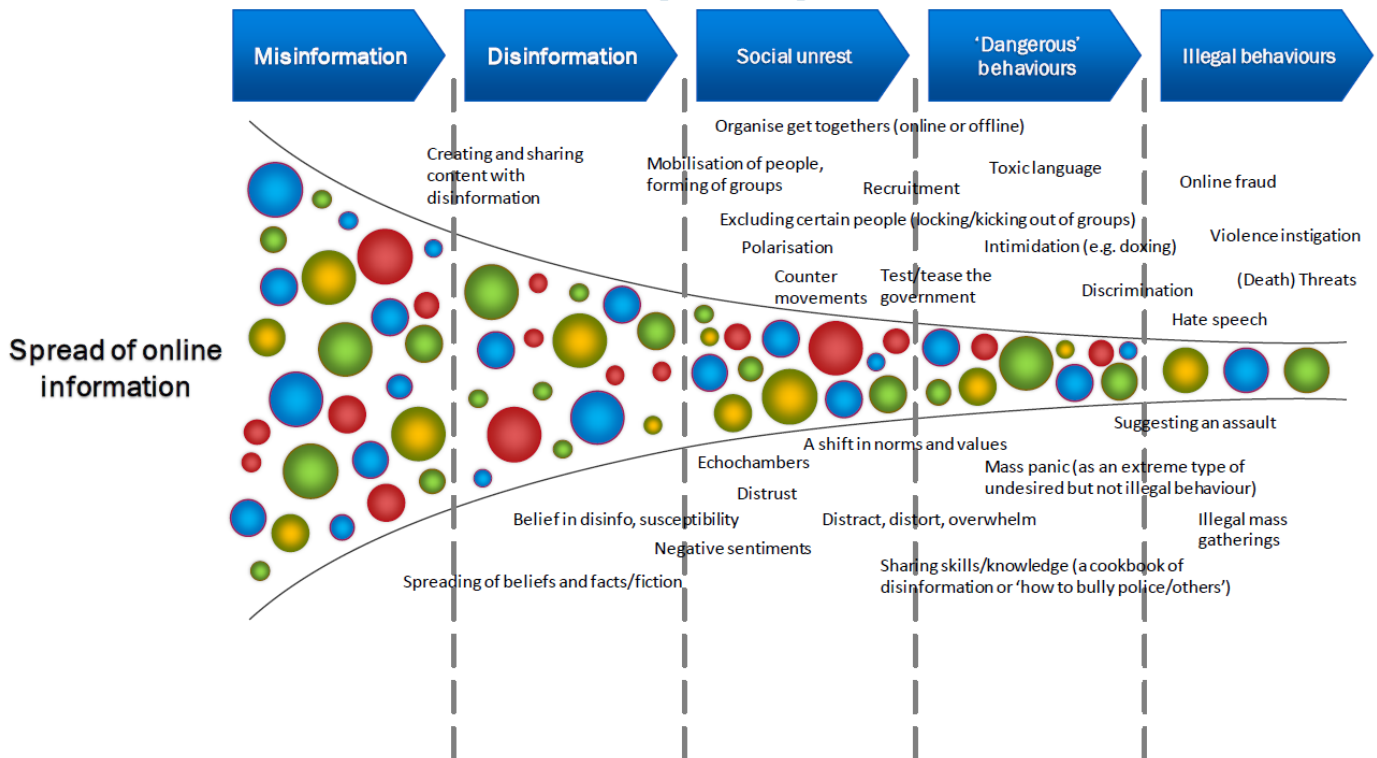 Misinformation
Disinformation
Social unrest
‘Dangerous’
behaviours
Illegal behaviours
Organise get togethers (online or offline)
Creating and sharing
content with
disinformation
Mobilisation of people,
forming of groups
Recruitment
Toxic language
Online fraud
Excluding certain people (locking/kicking out of groups)
Polarisation
Intimidation (e.g. doxing)
Violence instigation
Counter
movements
Test/tease the
government
Discrimination
(Death) Threats
Hate speech
Spread of online
information
Suggesting an assault
A shift in norms and values
Echochambers
Mass panic (as an extreme type of
undesired but not illegal behaviour)
Distrust
Belief in disinfo, susceptibility
Distract, distort, overwhelm
Illegal mass
gatherings
Negative sentiments
Spreading of beliefs and facts/fiction
Sharing skills/knowledge (a cookbook of
disinformation or ‘how to bully police/others’)